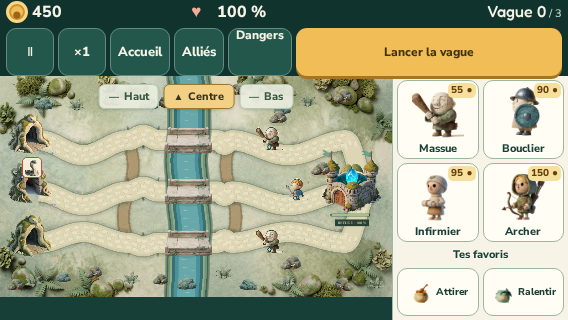 450
♥ 100 %
Vague 0 / 3
II
×1
Accueil
Alliés
Dangers
Lancer la vague
— Haut
▲ Centre
— Bas
55
Massue
90
Bouclier
95
Infirmier
150
Archer
Tes favoris
Attirer
Ralentir